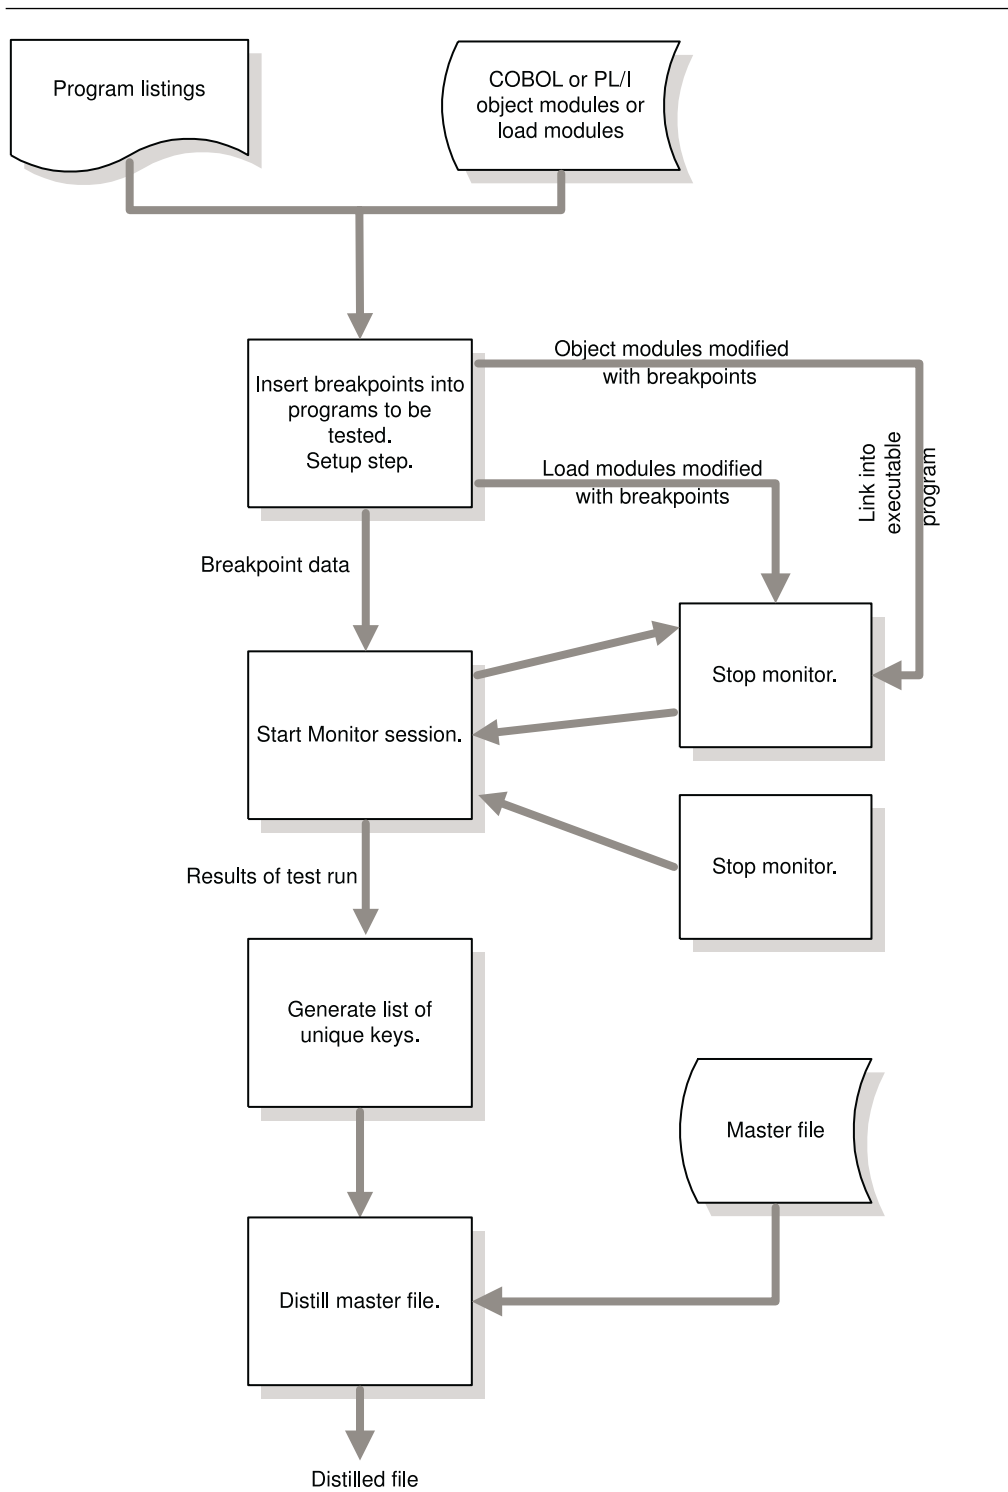 Program listings
COBOL or PL/I
object modules or
load modules
Object modules modified
with breakpoints
Insert breakpoints into
programs to be
tested.
Setup step.
Load modules modified
with breakpoints
Link into
executable
program
Breakpoint data
Stop monitor.
Start Monitor session.
Stop monitor.
Results of test run
Generate list of
unique keys.
Master file
Distill master file.
Distilled file